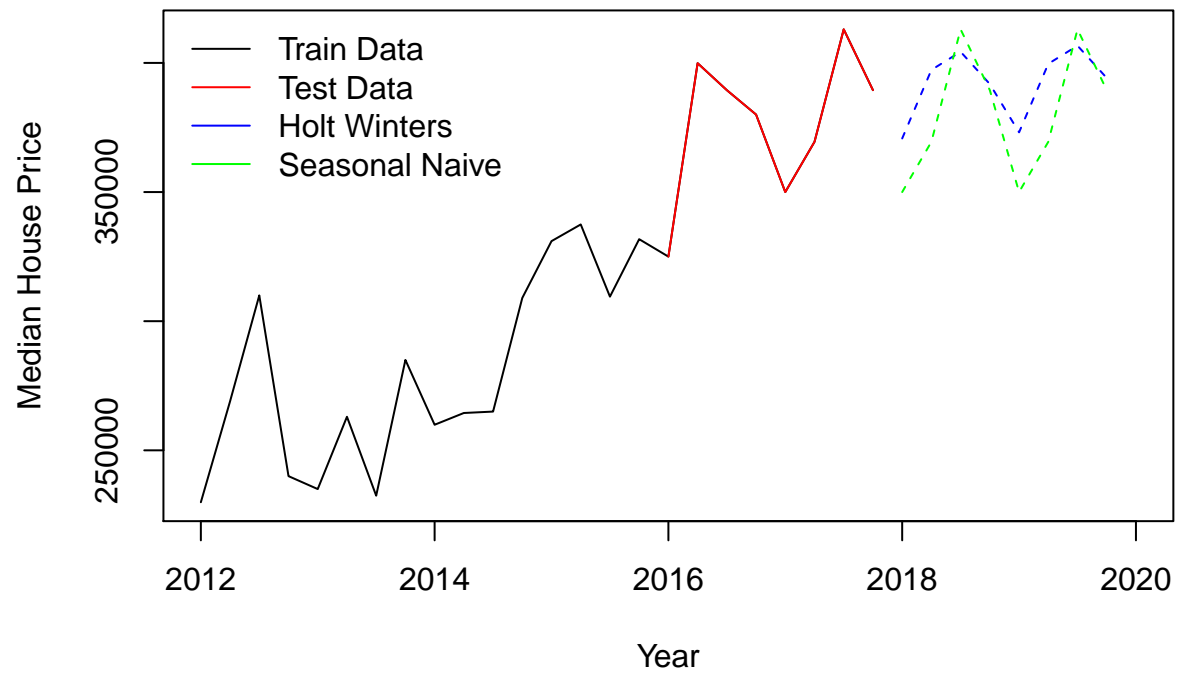 Train Data
Test Data
Holt Winters
Seasonal Naive
Median House Price
350000
250000
2012 2014 2016 2018 2020
Year